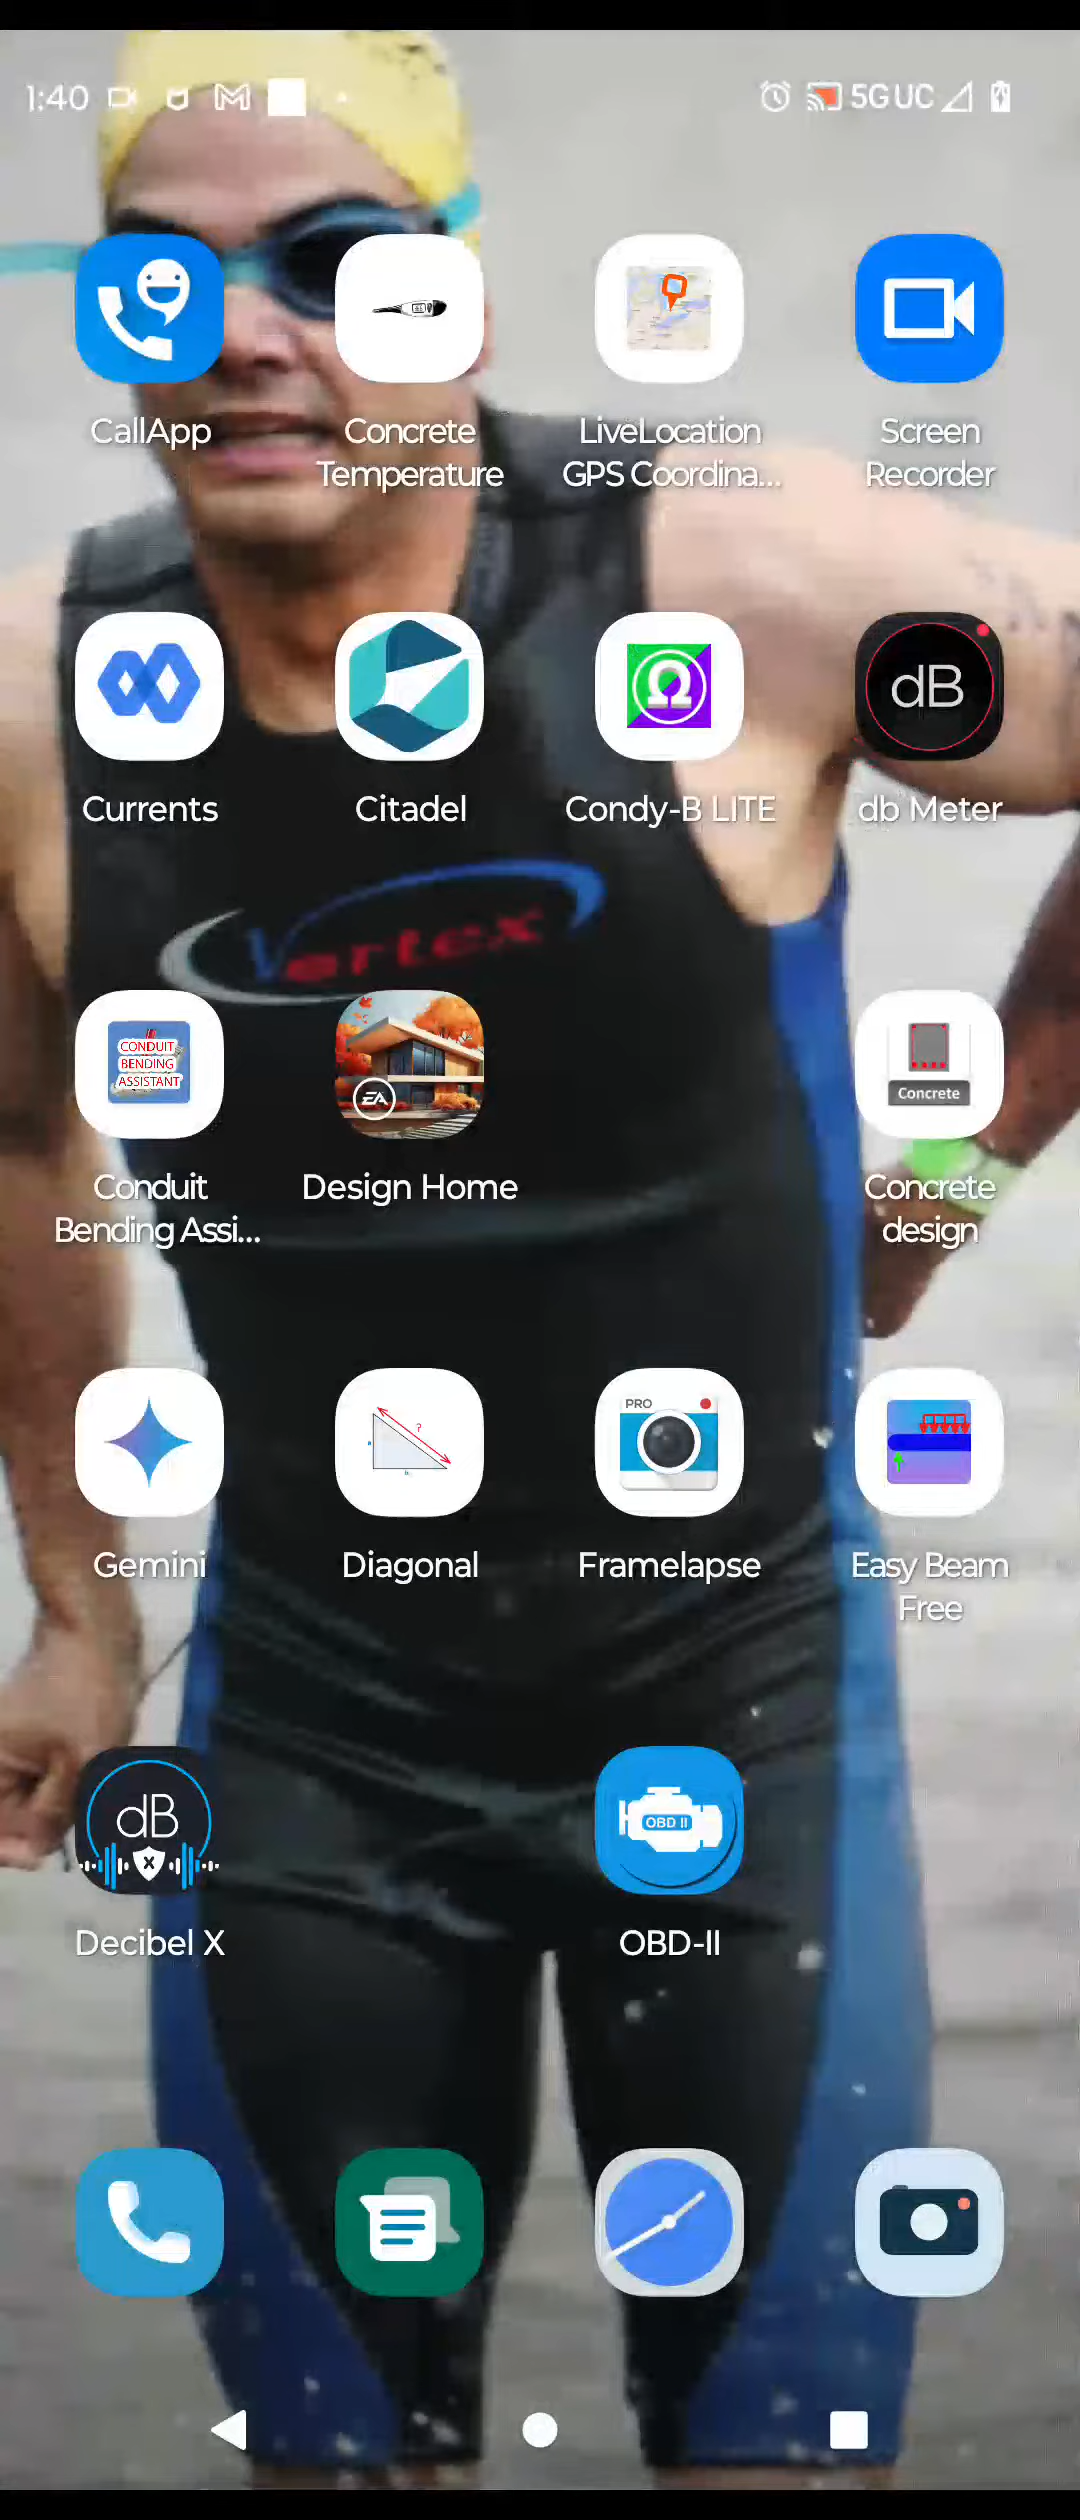 1:40
5G UC
CallApp
Concrete
Temperature
LiveLocation
GPS Coordina...
Screen
Recorder
dB
Currents
Citadel
Condy-B LITE
db Meter
Vortex
CONDUIT
BENDING
ASSISTANT
EA
Concrete
Conduit
Bending Assi...
Design Home
Concrete
design
?
PRO
Gemini
Diagonal
Framelapse
Easy Beam
Free
dB
X
OBD II
Decibel X
OBD-II